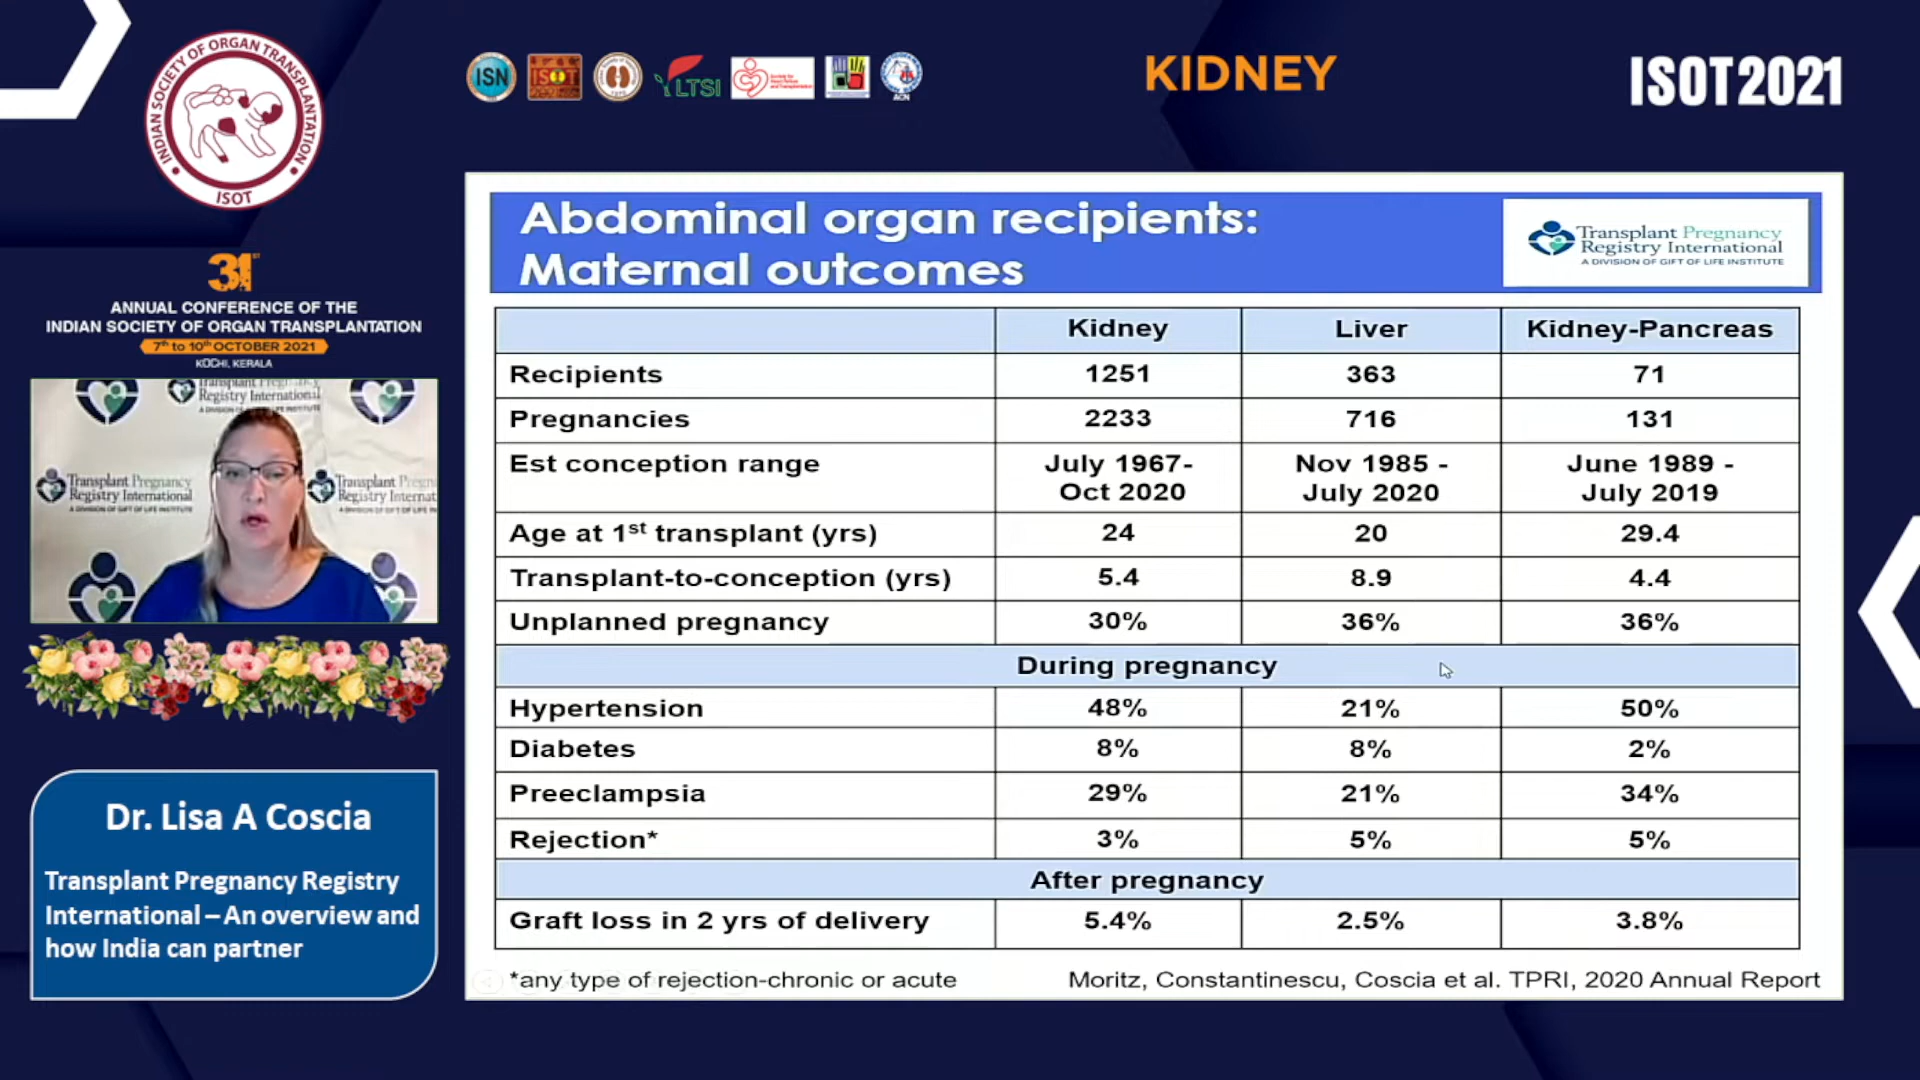 INDIAN SOCIETY OF ORGAN TRANSPLANTATION
ISOT
ISN
ISOT
LTSI
ACN
KIDNEY
ISOT2021
31ST
ANNUAL CONFERENCE OF THE
INDIAN SOCIETY OF ORGAN TRANSPLANTATION
7th to 10th OCTOBER 2021
KOCHI, KERALA
Transplant Pregnancy
Registry International
A DIVISION OF GIFT OF LIFE INSTITUTE
Dr. Lisa A Coscia
Transplant Pregnancy Registry
International – An overview and
how India can partner
Abdominal organ recipients:
Maternal outcomes
Transplant Pregnancy
Registry International
A DIVISION OF GIFT OF LIFE INSTITUTE
Kidney Liver Kidney-Pancreas
Recipients 1251 363 71
Pregnancies 2233 716 131
Est conception range July 1967- Nov 1985 - June 1989 -
Oct 2020 July 2020 July 2019
Age at 1st transplant (yrs) 24 20 29.4
Transplant-to-conception (yrs) 5.4 8.9 4.4
Unplanned pregnancy 30% 36% 36%
During pregnancy
Hypertension 48% 21% 50%
Diabetes 8% 8% 2%
Preeclampsia 29% 21% 34%
Rejection* 3% 5% 5%
After pregnancy
Graft loss in 2 yrs of delivery 5.4% 2.5% 3.8%
*any type of rejection-chronic or acute Moritz, Constantinescu, Coscia et al. TPRI, 2020 Annual Report